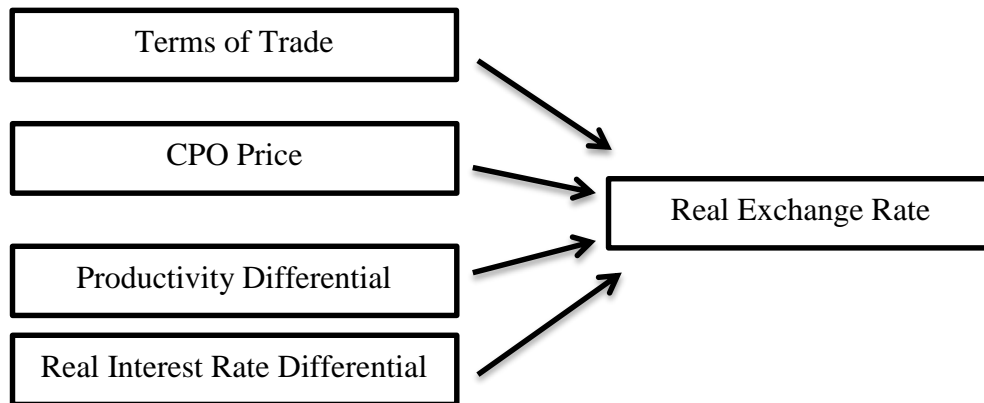 Terms of Trade
CPO Price
Real Exchange Rate
Productivity Differential
Real Interest Rate Differential